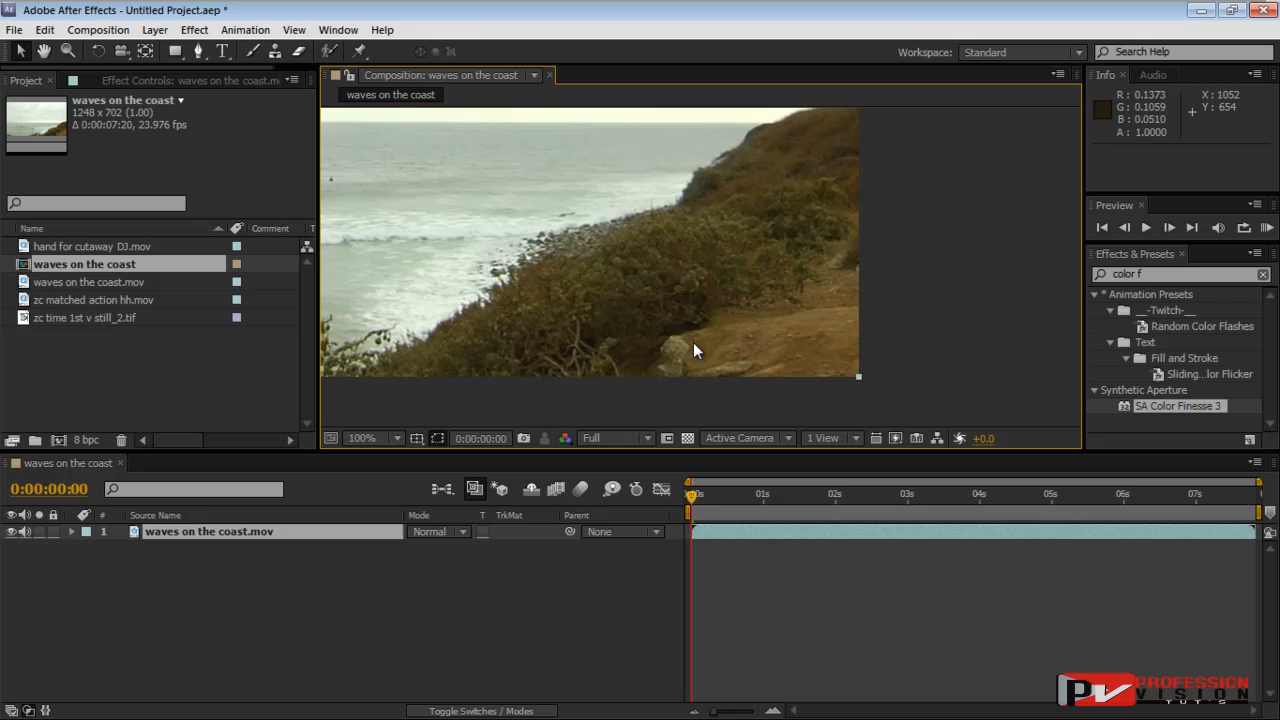 Adobe After Effects - Untitled Project.aep *
File Edit Composition Layer Effect Animation View Window Help
Workspace: Standard Search Help
Project Effect Controls: waves on the coast.m
Composition: waves on the coast
Info Audio
waves on the coast
waves on the coast
1248 x 702 (1.00)
Δ 0:00:07:20, 23.976 fps
R : 0.1373
G : 0.1059
B : 0.0510
A : 1.0000
X : 1052
Y : 654
Preview
Name Comment T
hand for cutaway DJ.mov
waves on the coast
waves on the coast.mov
zc matched action hh.mov
zc time 1st v still_2.tif
Effects & Presets
color f
* Animation Presets
__-Twitch-__
Random Color Flashes
Text
Fill and Stroke
Sliding...lor Flicker
Synthetic Aperture
SA Color Finesse 3
8 bpc
100% 0:00:00:00 Full Active Camera 1 View +0.0
waves on the coast
0:00:00:00
00s 01s 02s 03s 04s 05s 06s 07s
# Source Name Mode T TrkMat Parent
1 waves on the coast.mov Normal None
Toggle Switches / Modes
PV PROFESSION
VISION
TUT'S